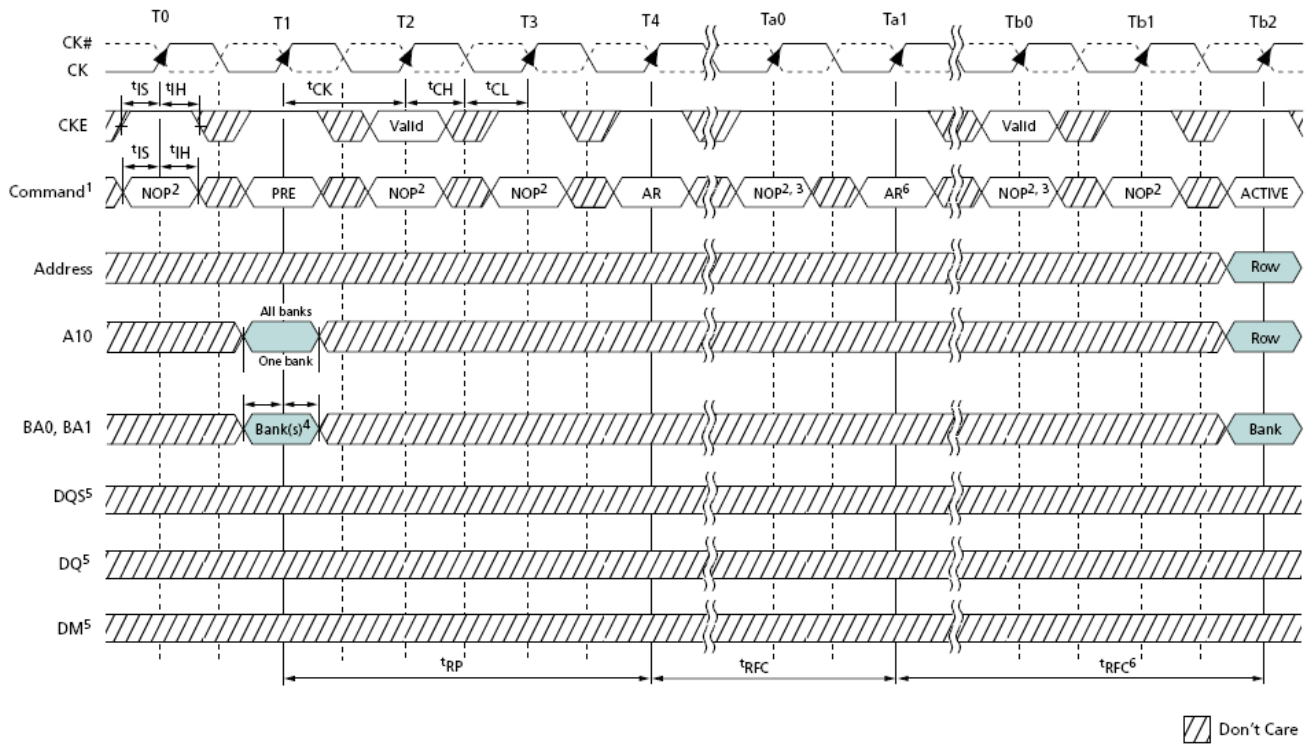 T0 T1 T2 T3 T4 Ta0 Ta1 Tb0 Tb1 Tb2
CK#
CK
tIS tIH tCK tCH tCL
CKE Valid Valid
tIS tIH
Command1 NOP2 PRE NOP2 NOP2 AR NOP2, 3 AR6 NOP2, 3 NOP2 ACTIVE
Address Row
All banks
A10 Row
One bank
BA0, BA1 Bank(s)4 Bank
DQS5
DQ5
DM5
tRP tRFC tRFC6
Don't Care